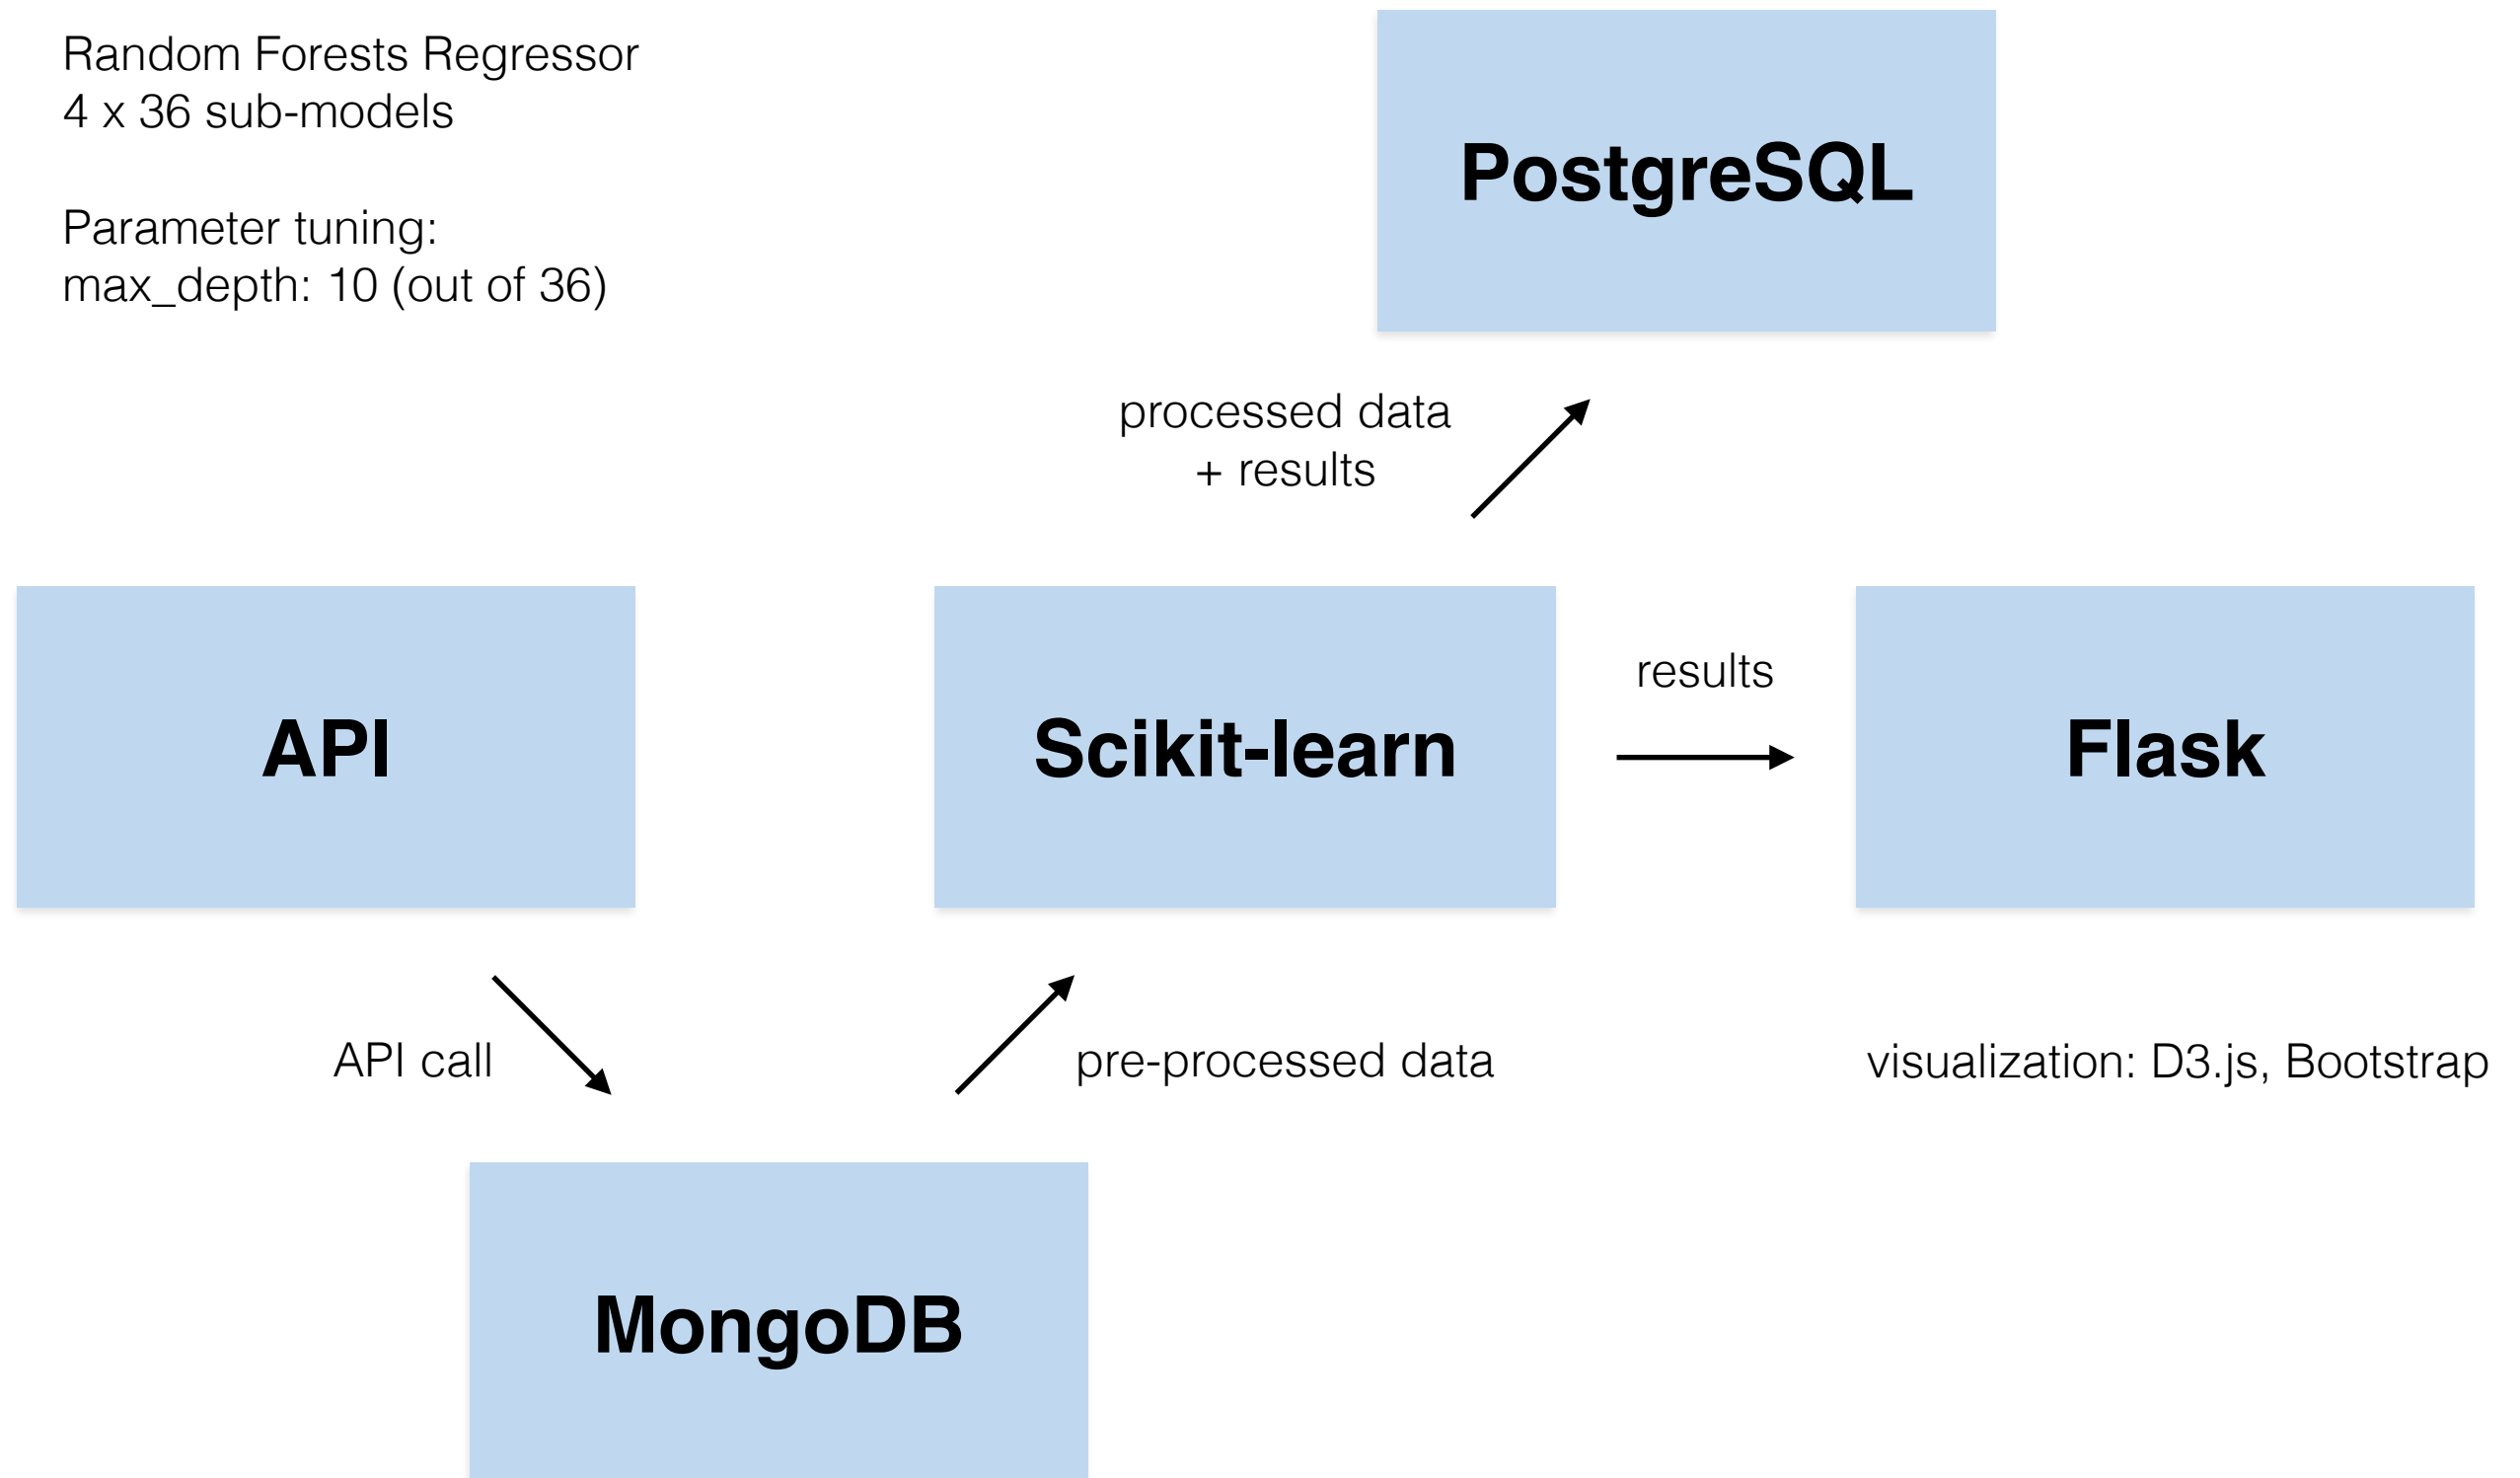 Random Forests Regressor
4 x 36 sub-models
Parameter tuning:
max_depth: 10 (out of 36)
PostgreSQL
processed data
+ results
API
Scikit-learn
results
Flask
API call
pre-processed data
visualization: D3.js, Bootstrap
MongoDB